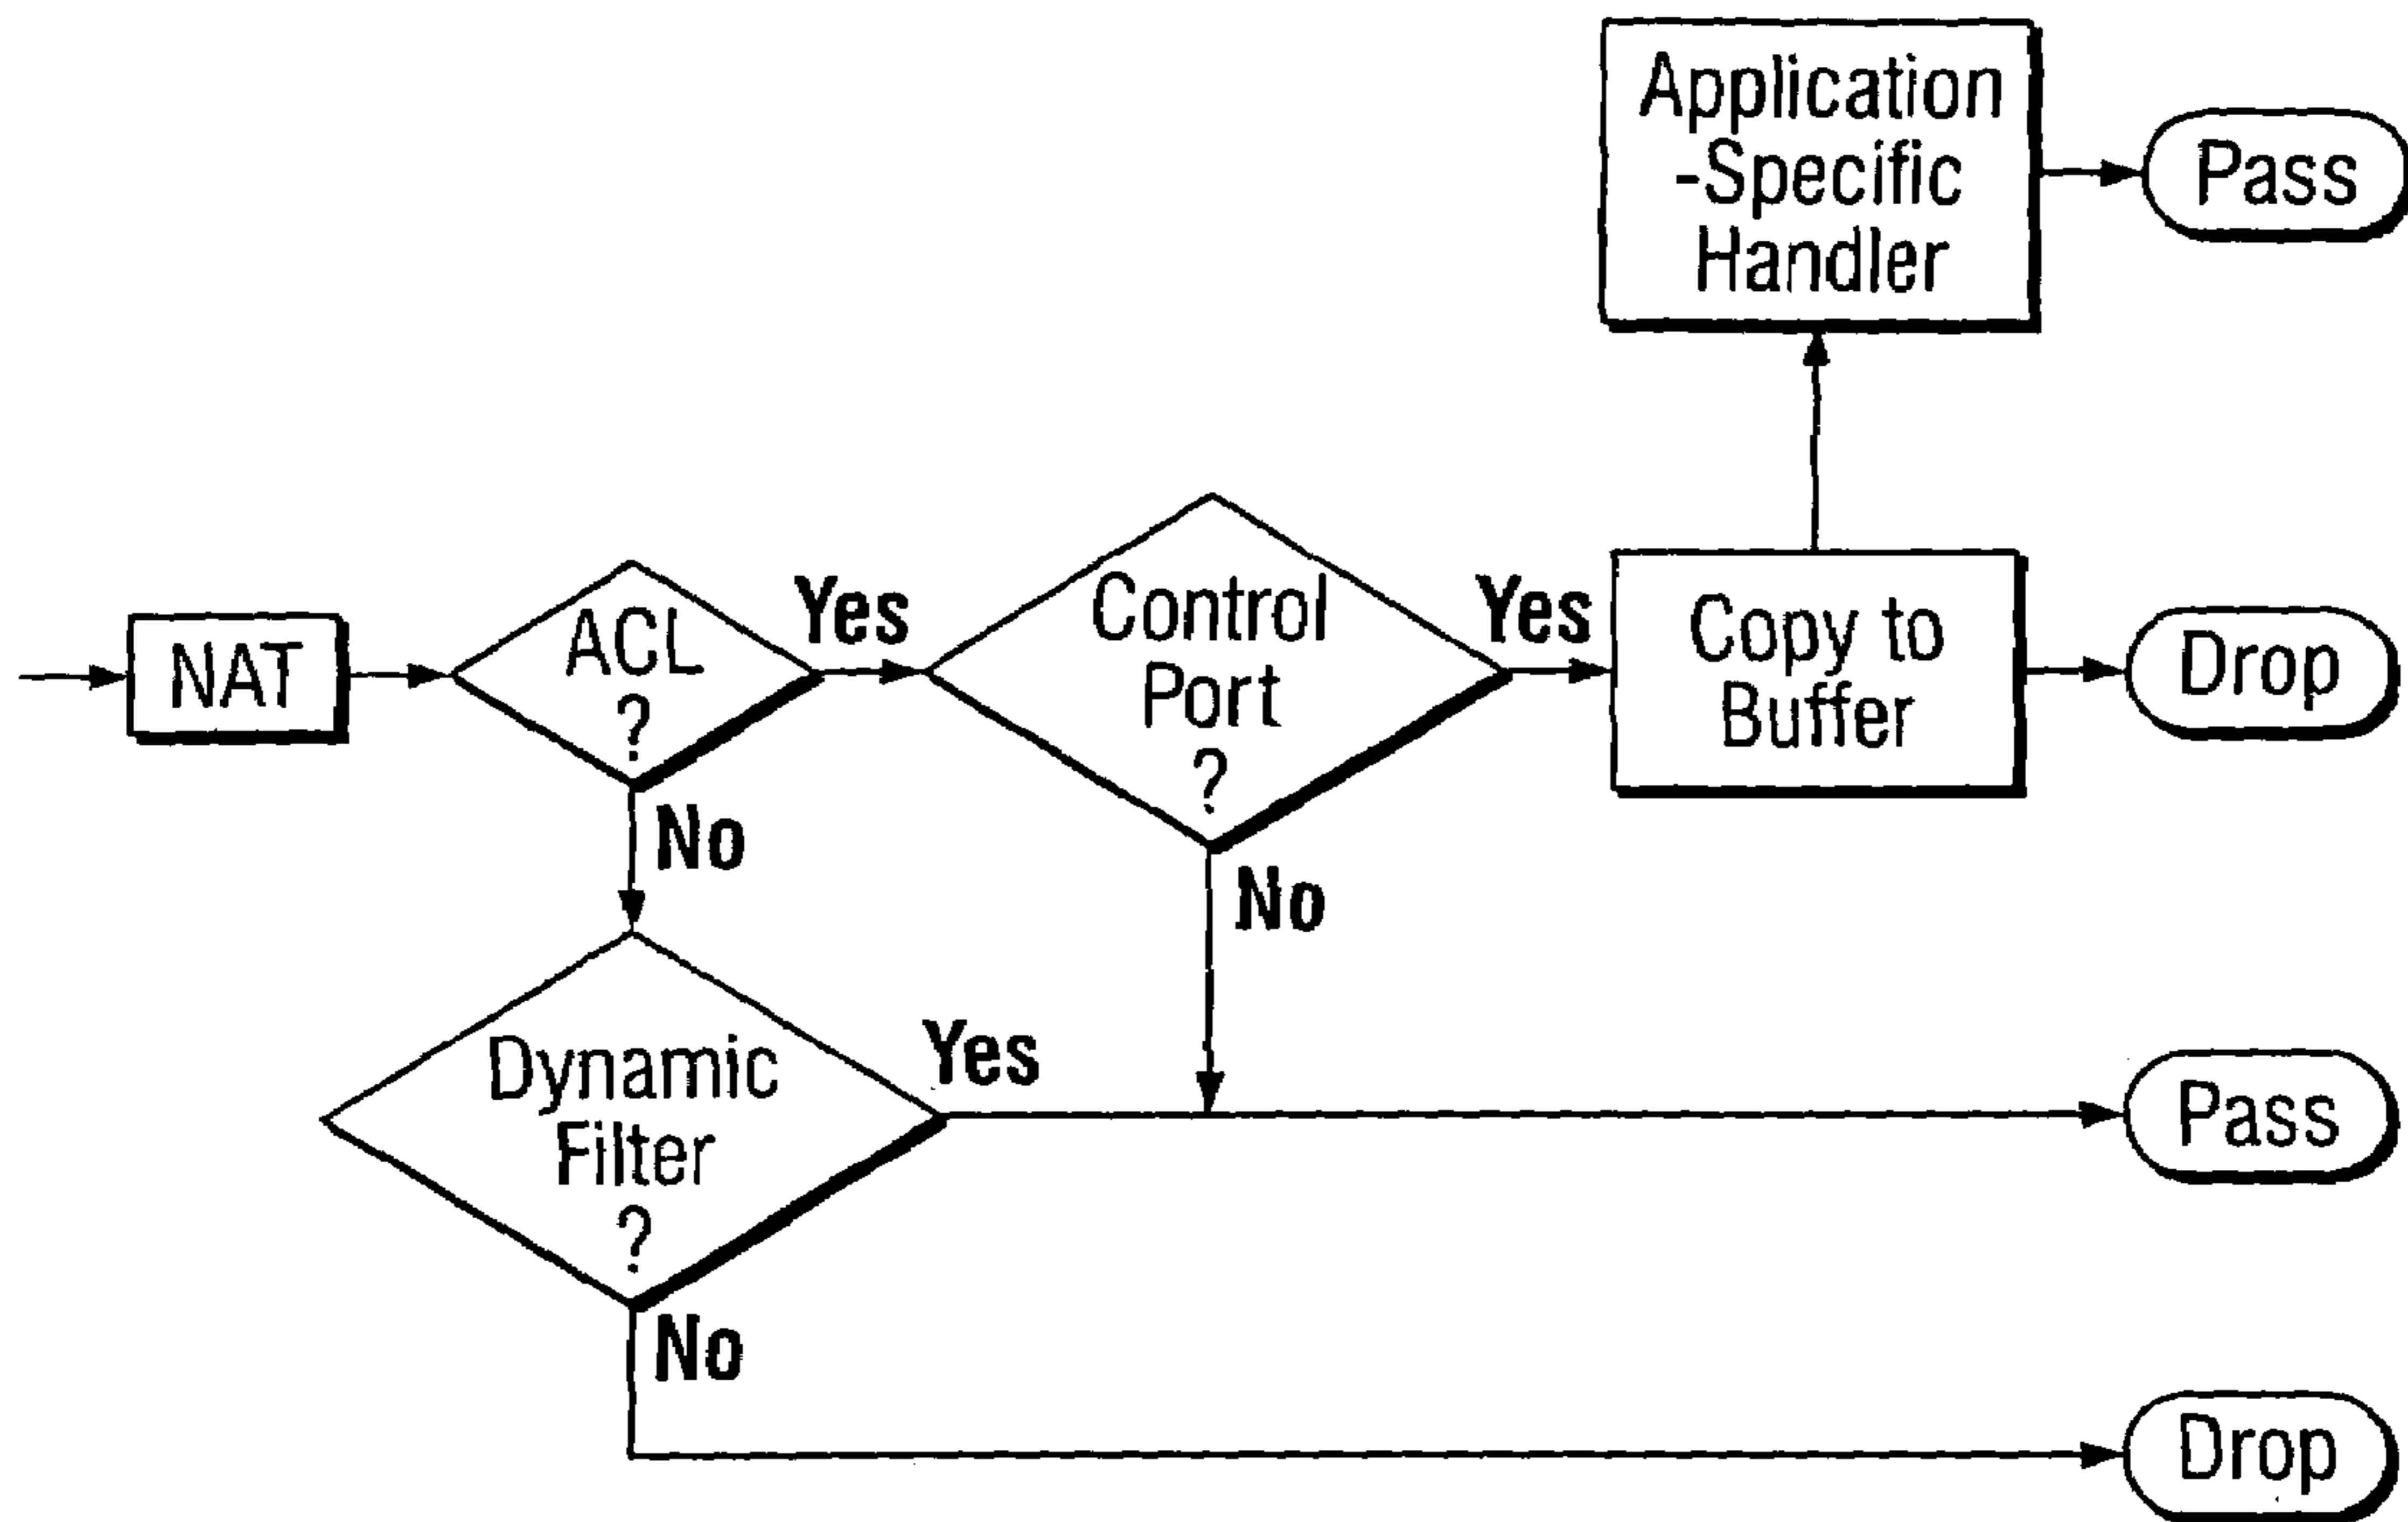 Application
-Specific
Handler
Pass
NAT
ACL
?
Yes
Control
Port
?
Yes
Copy to
Buffer
Drop
No
No
Dynamic
Filter
?
Yes
Pass
No
Drop